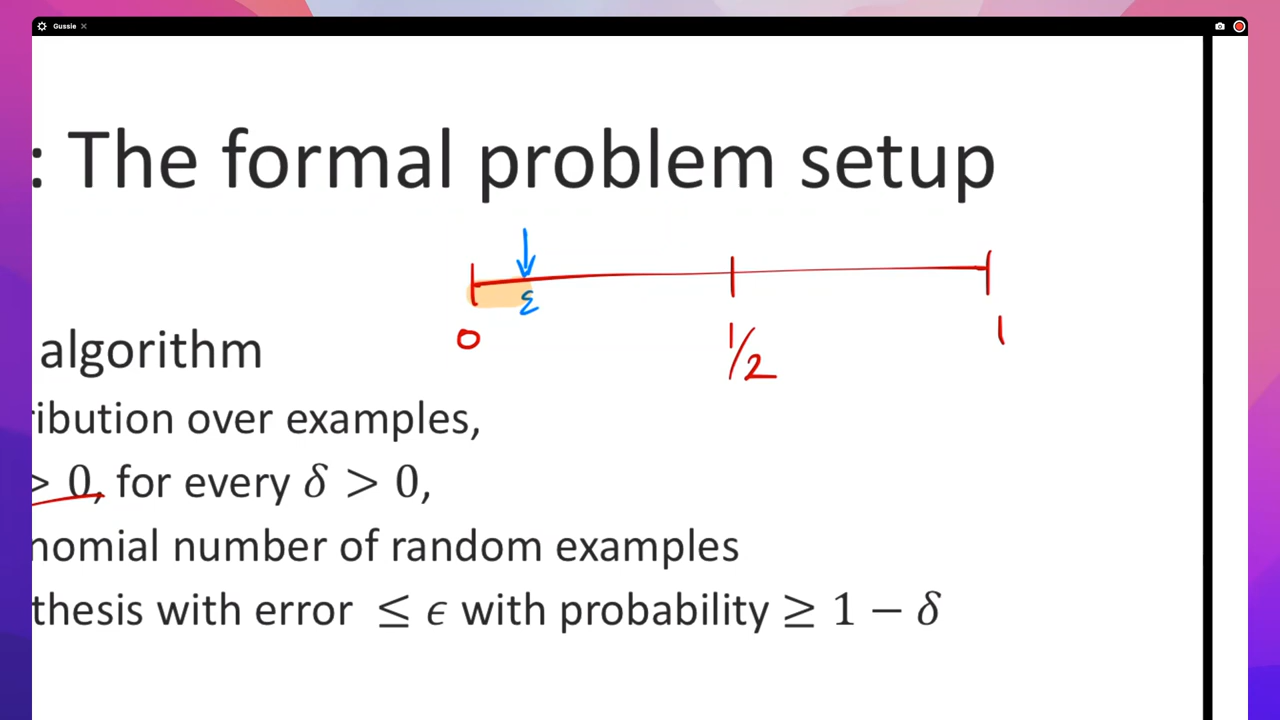 Gussie
: The formal problem setup
ε
0
1/2
1
algorithm
ribution over examples,
> 0, for every δ > 0,
nomial number of random examples
thesis with error ≤ ϵ with probability ≥ 1 − δ